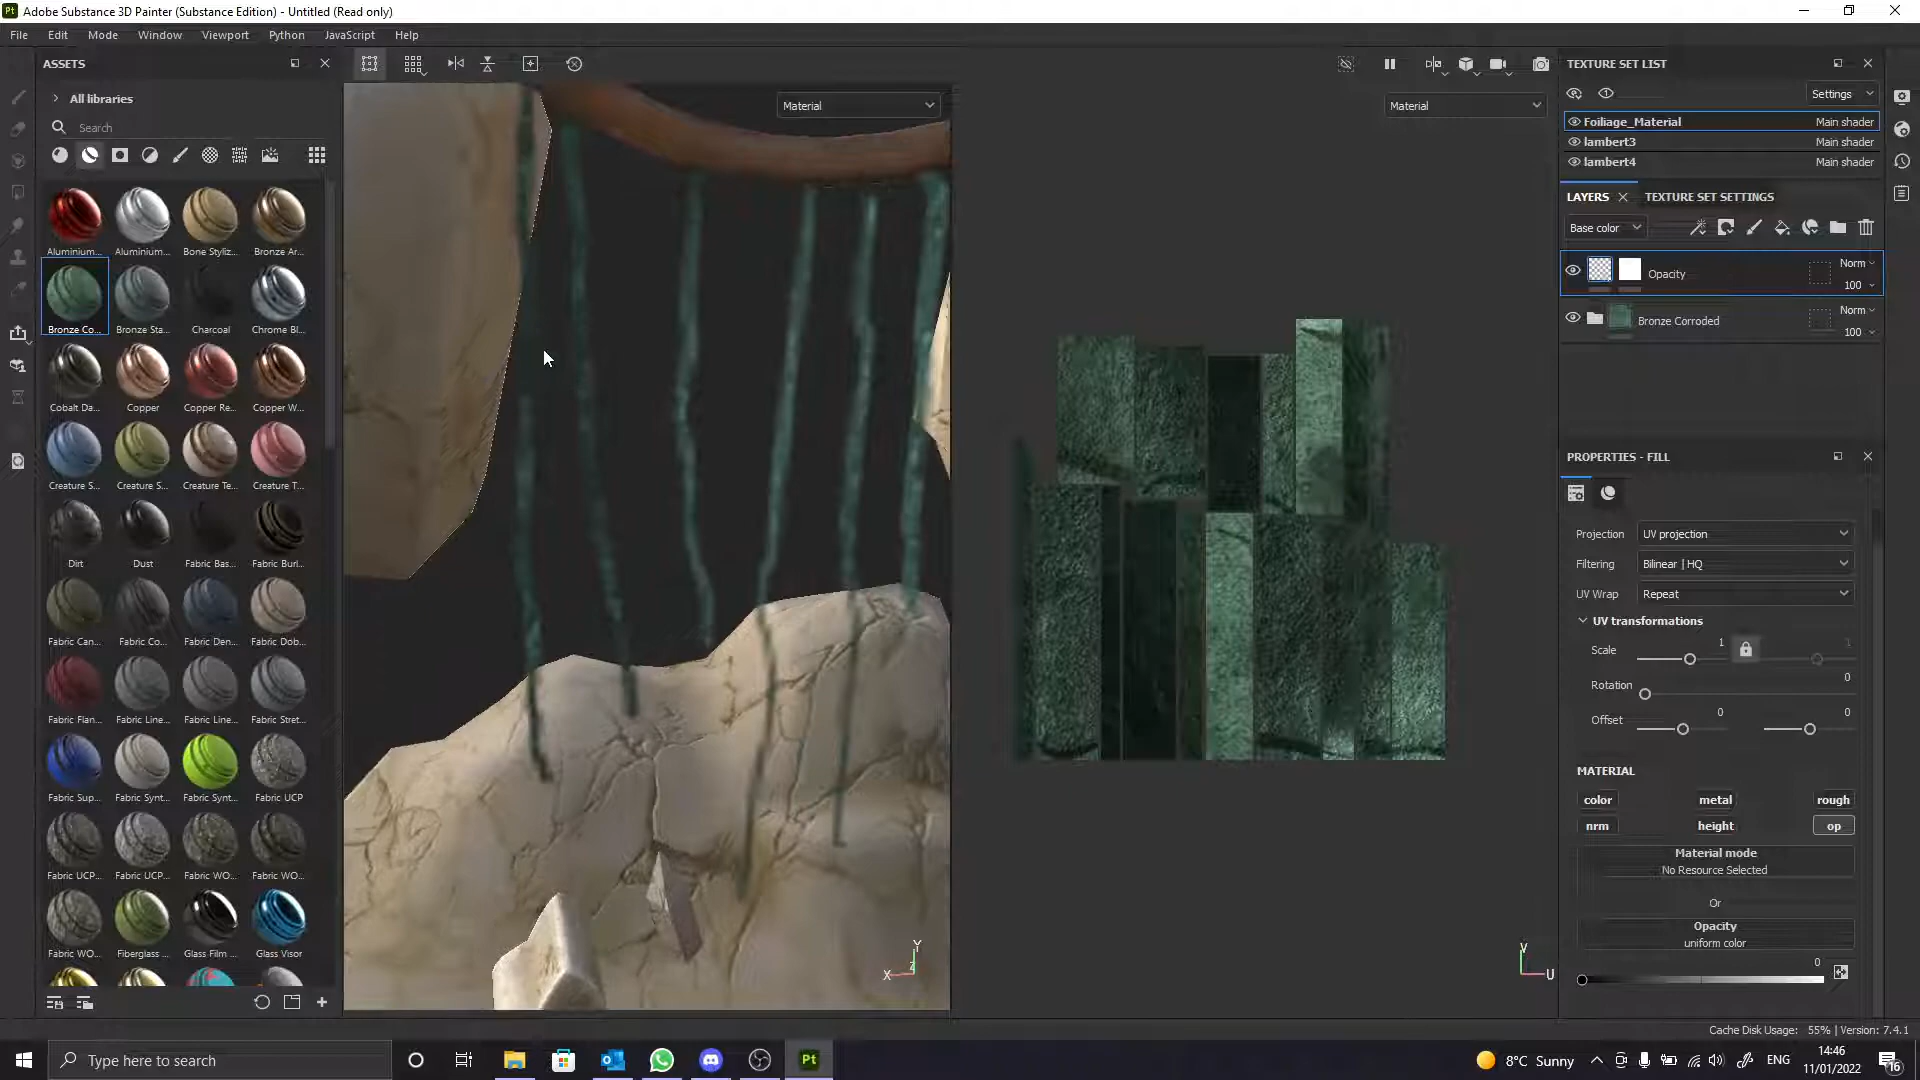 Pt Adobe Substance 3D Painter (Substance Edition) - Untitled (Read only)
File Edit Mode Window Viewport Python JavaScript Help
ASSETS
All libraries
Search
Aluminium... Aluminium... Bone Styliz... Bronze Ar...
Bronze Co... Bronze Sta... Charcoal Chrome Bl...
Cobalt Da... Copper Copper Re... Copper W...
Creature S... Creature S... Creature Te... Creature T...
Dirt Dust Fabric Bas... Fabric Burl...
Fabric Can... Fabric Co... Fabric Den... Fabric Dob...
Fabric Flan... Fabric Line... Fabric Line... Fabric Stret...
Fabric Sup... Fabric Synt... Fabric Synt... Fabric UCP
Fabric UCP... Fabric UCP... Fabric WO... Fabric WO...
Fabric WO... Fiberglass ... Glass Film ... Glass Visor
Material
Y
X Z
Material
V
U
TEXTURE SET LIST
Settings
Foiliage_Material Main shader
lambert3 Main shader
lambert4 Main shader
LAYERS TEXTURE SET SETTINGS
Base color
Opacity Norm 100
Bronze Corroded Norm 100
PROPERTIES - FILL
Projection UV projection
Filtering Bilinear | HQ
UV Wrap Repeat
UV transformations
Scale 1 1
Rotation 0
Offset 0 0
MATERIAL
color metal rough
nrm height op
Material mode
No Resource Selected
Or
Opacity
uniform color
0
Cache Disk Usage: 55% | Version: 7.4.1
Type here to search
Pt
8°C Sunny
ENG
14:46
11/01/2022
16